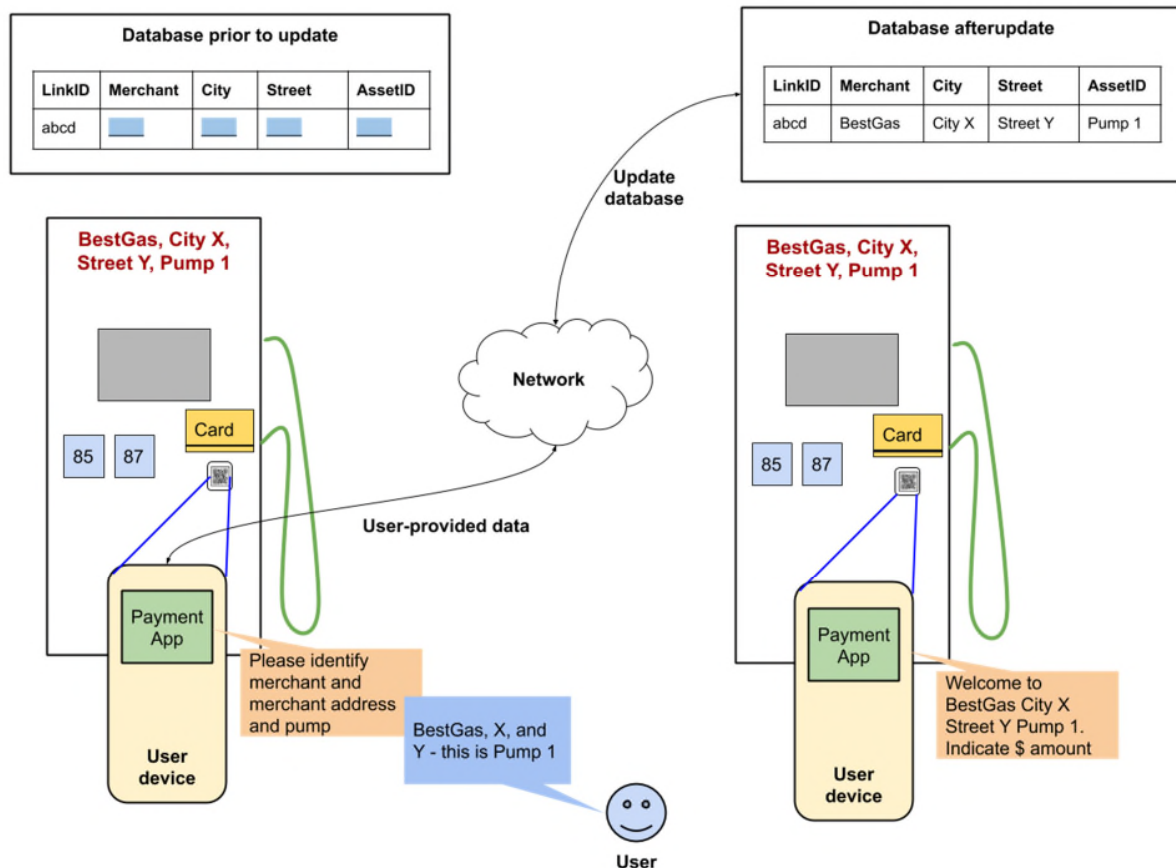 Database prior to update
LinkID Merchant City Street AssetID
abcd
Database afterupdate
LinkID Merchant City Street AssetID
abcd BestGas City X Street Y Pump 1
Update
database
BestGas, City X,
Street Y, Pump 1
Card
85 87
Payment
App
User
device
Please identify
merchant and
merchant address
and pump
BestGas, X, and
Y - this is Pump 1
User
Network
User-provided data
BestGas, City X,
Street Y, Pump 1
Card
85 87
Payment
App
User
device
Welcome to
BestGas City X
Street Y Pump 1.
Indicate $ amount